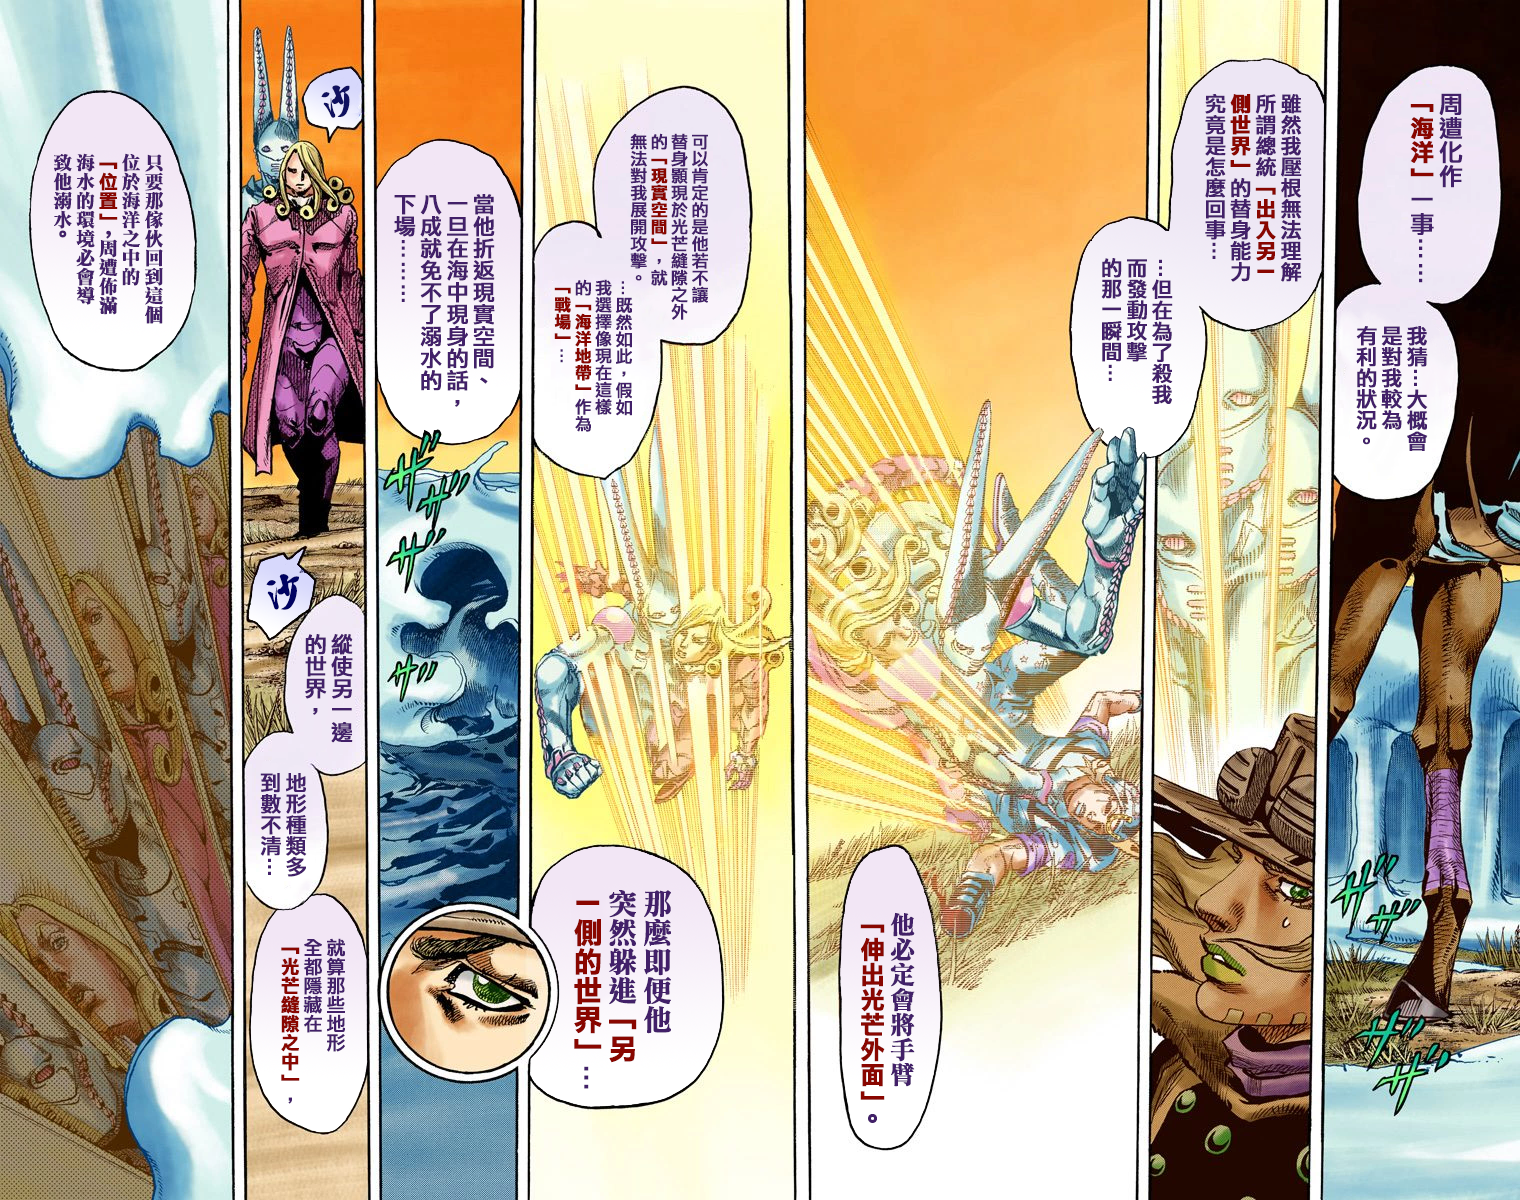 周遭化作
「海洋」一
事……
我猜…大概會
是對我較為
有利的狀況。
ザ
ザ
ザ
ザ
ザ
雖然我壓根無法理解
所謂總統「出入另一
側世界」的替身能力
究竟是怎麼回事…
…但在為了殺我
而發動攻擊
的那一瞬間…
他必定會將手臂
「伸出光芒外面」。
可以肯定的是他若不讓
替身顯現於光芒縫隙之外
的「現實空間」，就
無法對我展開攻擊。
…既然如此，假如
我選擇像現在這樣
的「海洋地帶」作為
「戰場」…
那麼即便他
突然躲進「另
一側的世界」…
當他折返現實空間、
一旦在海中現身的話，
八成就免不了溺水的
下場………
ザ
ザ
ザ
ザ
沙
沙
縱使另一邊
的世界，
地形種類多
到數不清…
就算那些地形
全都隱藏在
「光芒縫隙之中」，
只要那傢伙回到這個
位於海洋之中的
「位置」，周遭佈滿
海水的環境必會導
致他溺水。